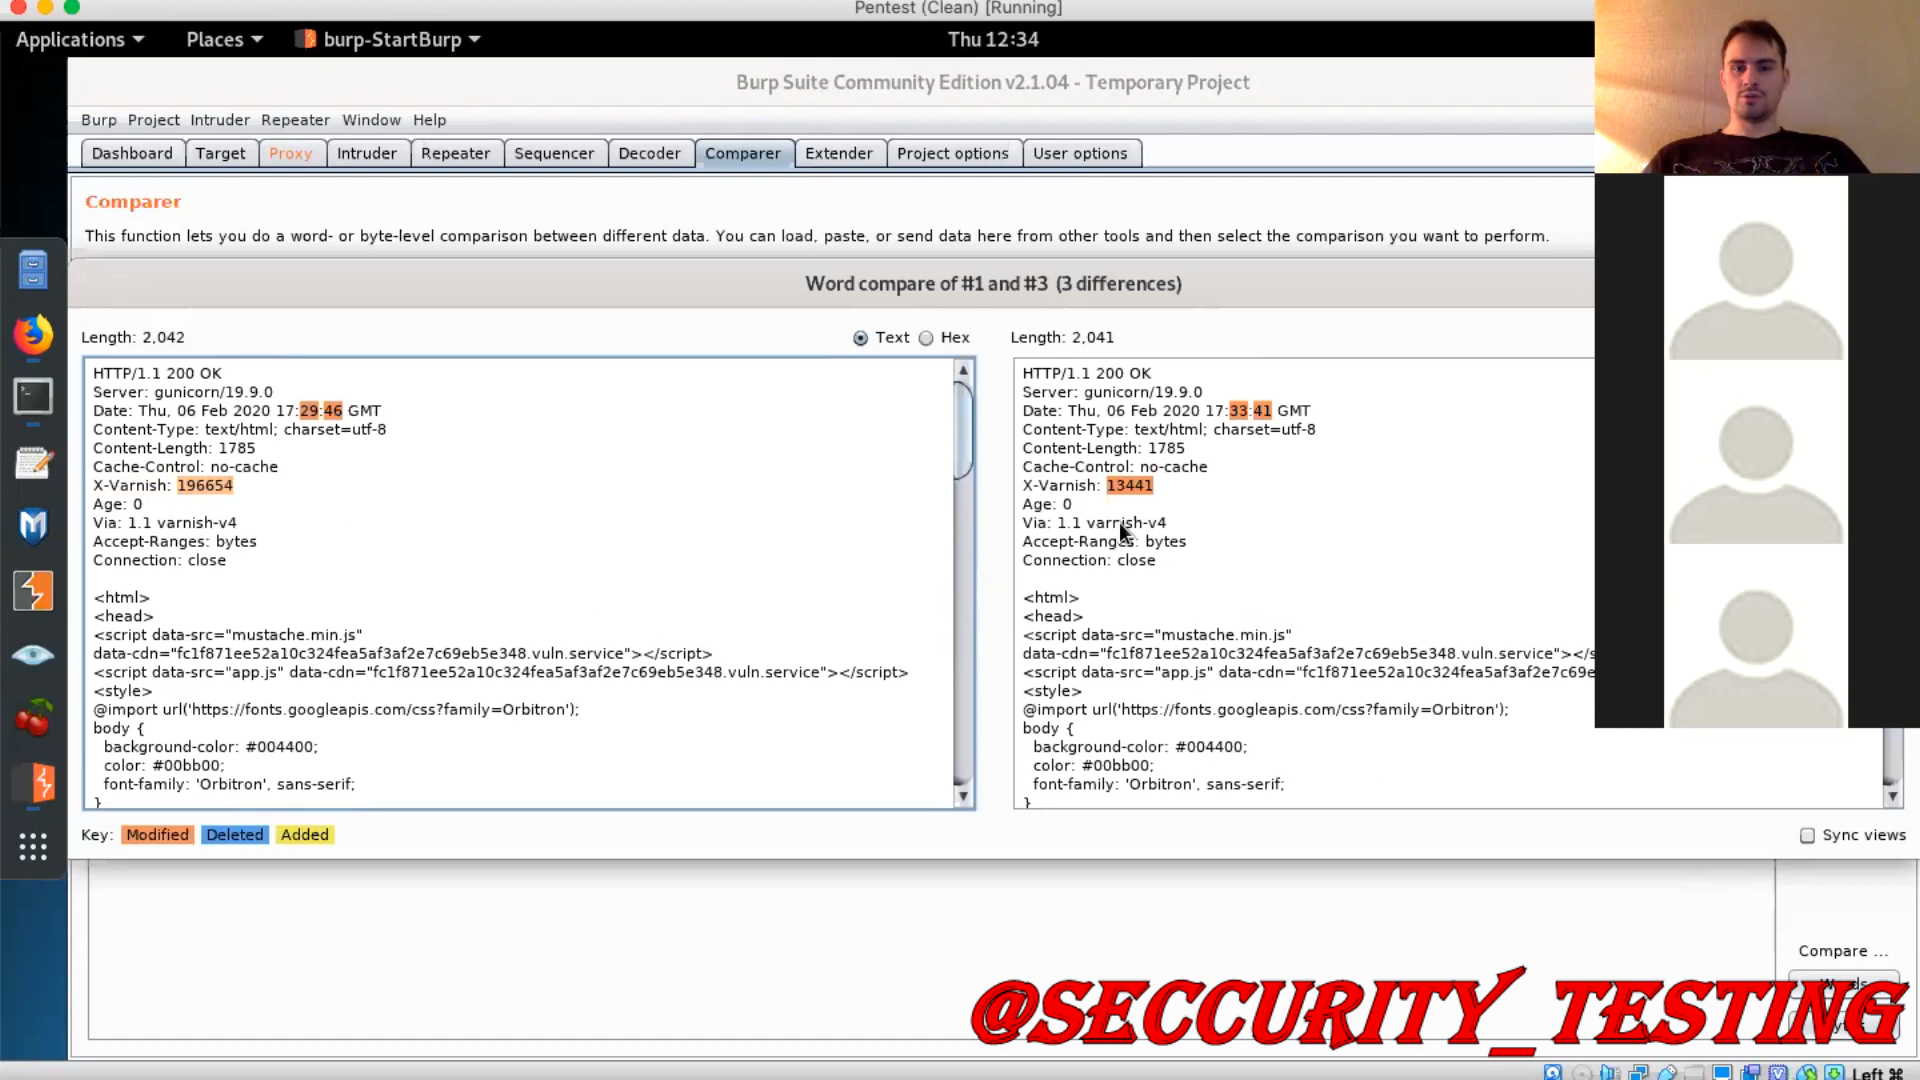 Pentest (Clean) [Running]
Applications Places burp-StartBurp Thu 12:34
Burp Suite Community Edition v2.1.04 - Temporary Project
Burp Project Intruder Repeater Window Help
Dashboard Target Proxy Intruder Repeater Sequencer Decoder Comparer Extender Project options User options
Comparer
This function lets you do a word- or byte-level comparison between different data. You can load, paste, or send data here from other tools and then select the comparison you want to perform.
Word compare of #1 and #3 (3 differences)
Length: 2,042 Text Hex
HTTP/1.1 200 OK
Server: gunicorn/19.9.0
Date: Thu, 06 Feb 2020 17:29:46 GMT
Content-Type: text/html; charset=utf-8
Content-Length: 1785
Cache-Control: no-cache
X-Varnish: 196654
Age: 0
Via: 1.1 varnish-v4
Accept-Ranges: bytes
Connection: close
<html>
<head>
<script data-src="mustache.min.js"
data-cdn="fc1f871ee52a10c324fea5af3af2e7c69eb5e348.vuln.service"></script>
<script data-src="app.js" data-cdn="fc1f871ee52a10c324fea5af3af2e7c69eb5e348.vuln.service"></script>
<style>
@import url('https://fonts.googleapis.com/css?family=Orbitron');
body {
background-color: #004400;
color: #00bb00;
font-family: 'Orbitron', sans-serif;
}
Length: 2,041
HTTP/1.1 200 OK
Server: gunicorn/19.9.0
Date: Thu, 06 Feb 2020 17:33:41 GMT
Content-Type: text/html; charset=utf-8
Content-Length: 1785
Cache-Control: no-cache
X-Varnish: 13441
Age: 0
Via: 1.1 varnish-v4
Accept-Ranges: bytes
Connection: close
<html>
<head>
<script data-src="mustache.min.js"
data-cdn="fc1f871ee52a10c324fea5af3af2e7c69eb5e348.vuln.service"></s
<script data-src="app.js" data-cdn="fc1f871ee52a10c324fea5af3af2e7c69e
<style>
@import url('https://fonts.googleapis.com/css?family=Orbitron');
body {
background-color: #004400;
color: #00bb00;
font-family: 'Orbitron', sans-serif;
}
Key: Modified Deleted Added
Sync views
Compare ...
@SECCURITY_TESTING
Left ⌘